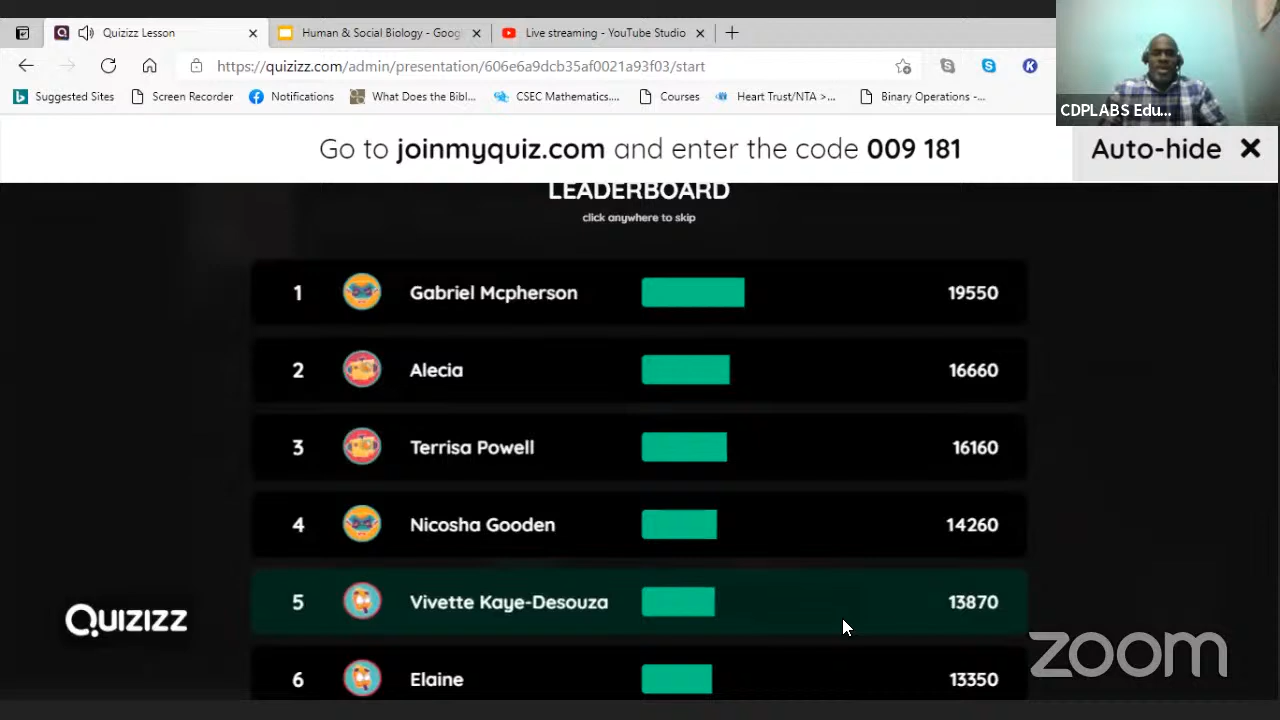 Quizizz Lesson
Human & Social Biology - Goog
Live streaming - YouTube Studio
https://quizizz.com/admin/presentation/606e6a9dcb35af0021a93f03/start
Suggested Sites
Screen Recorder
Notifications
What Does the Bibl...
CSEC Mathematics....
Courses
Heart Trust/NTA >...
Binary Operations -...
CDPLABS Edu...
Go to joinmyquiz.com and enter the code 009 181
Auto-hide
LEADERBOARD
click anywhere to skip
1 Gabriel Mcpherson 19550
2 Alecia 16660
3 Terrisa Powell 16160
4 Nicosha Gooden 14260
5 Vivette Kaye-Desouza 13870
6 Elaine 13350
Quizizz
zoom